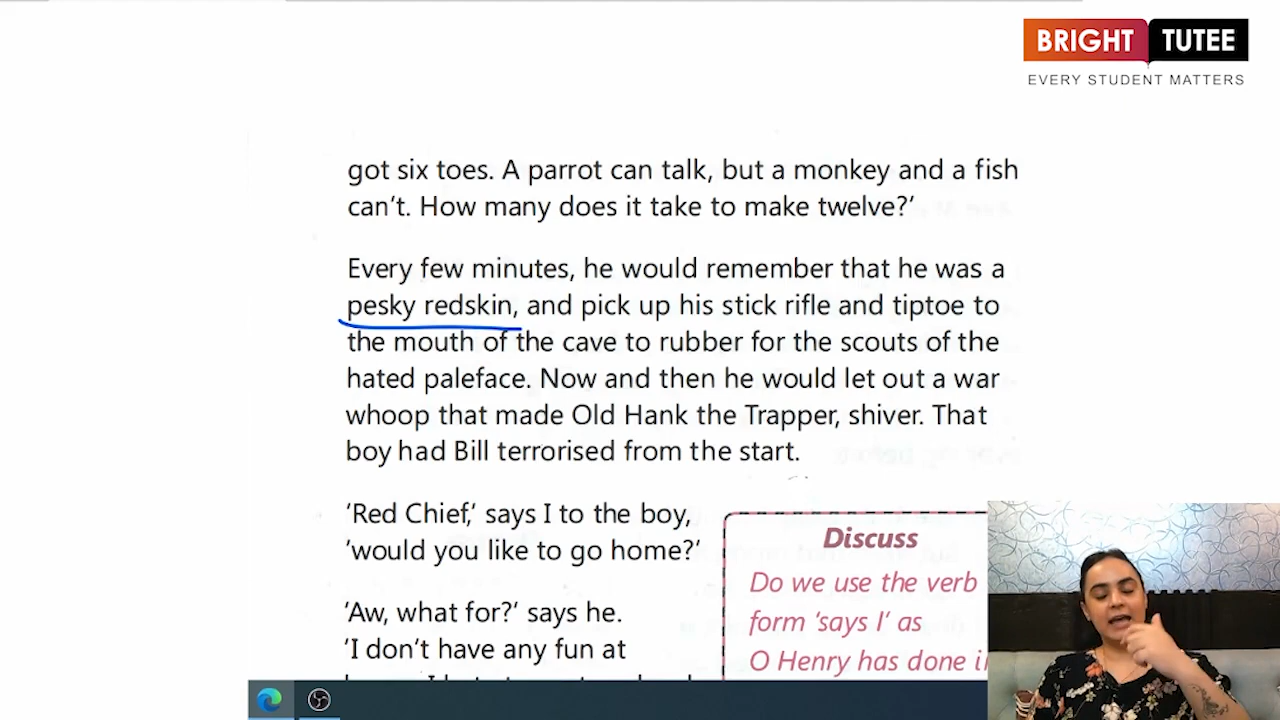 BRIGHT TUTEE
EVERY STUDENT MATTERS
got six toes. A parrot can talk, but a monkey and a fish
can't. How many does it take to make twelve?'
Every few minutes, he would remember that he was a
pesky redskin, and pick up his stick rifle and tiptoe to
the mouth of the cave to rubber for the scouts of the
hated paleface. Now and then he would let out a war
whoop that made Old Hank the Trapper, shiver. That
boy had Bill terrorised from the start.
'Red Chief,' says I to the boy,
'would you like to go home?'
'Aw, what for?' says he.
'I don't have any fun at
Discuss
Do we use the verb
form 'says I' as
O Henry has done